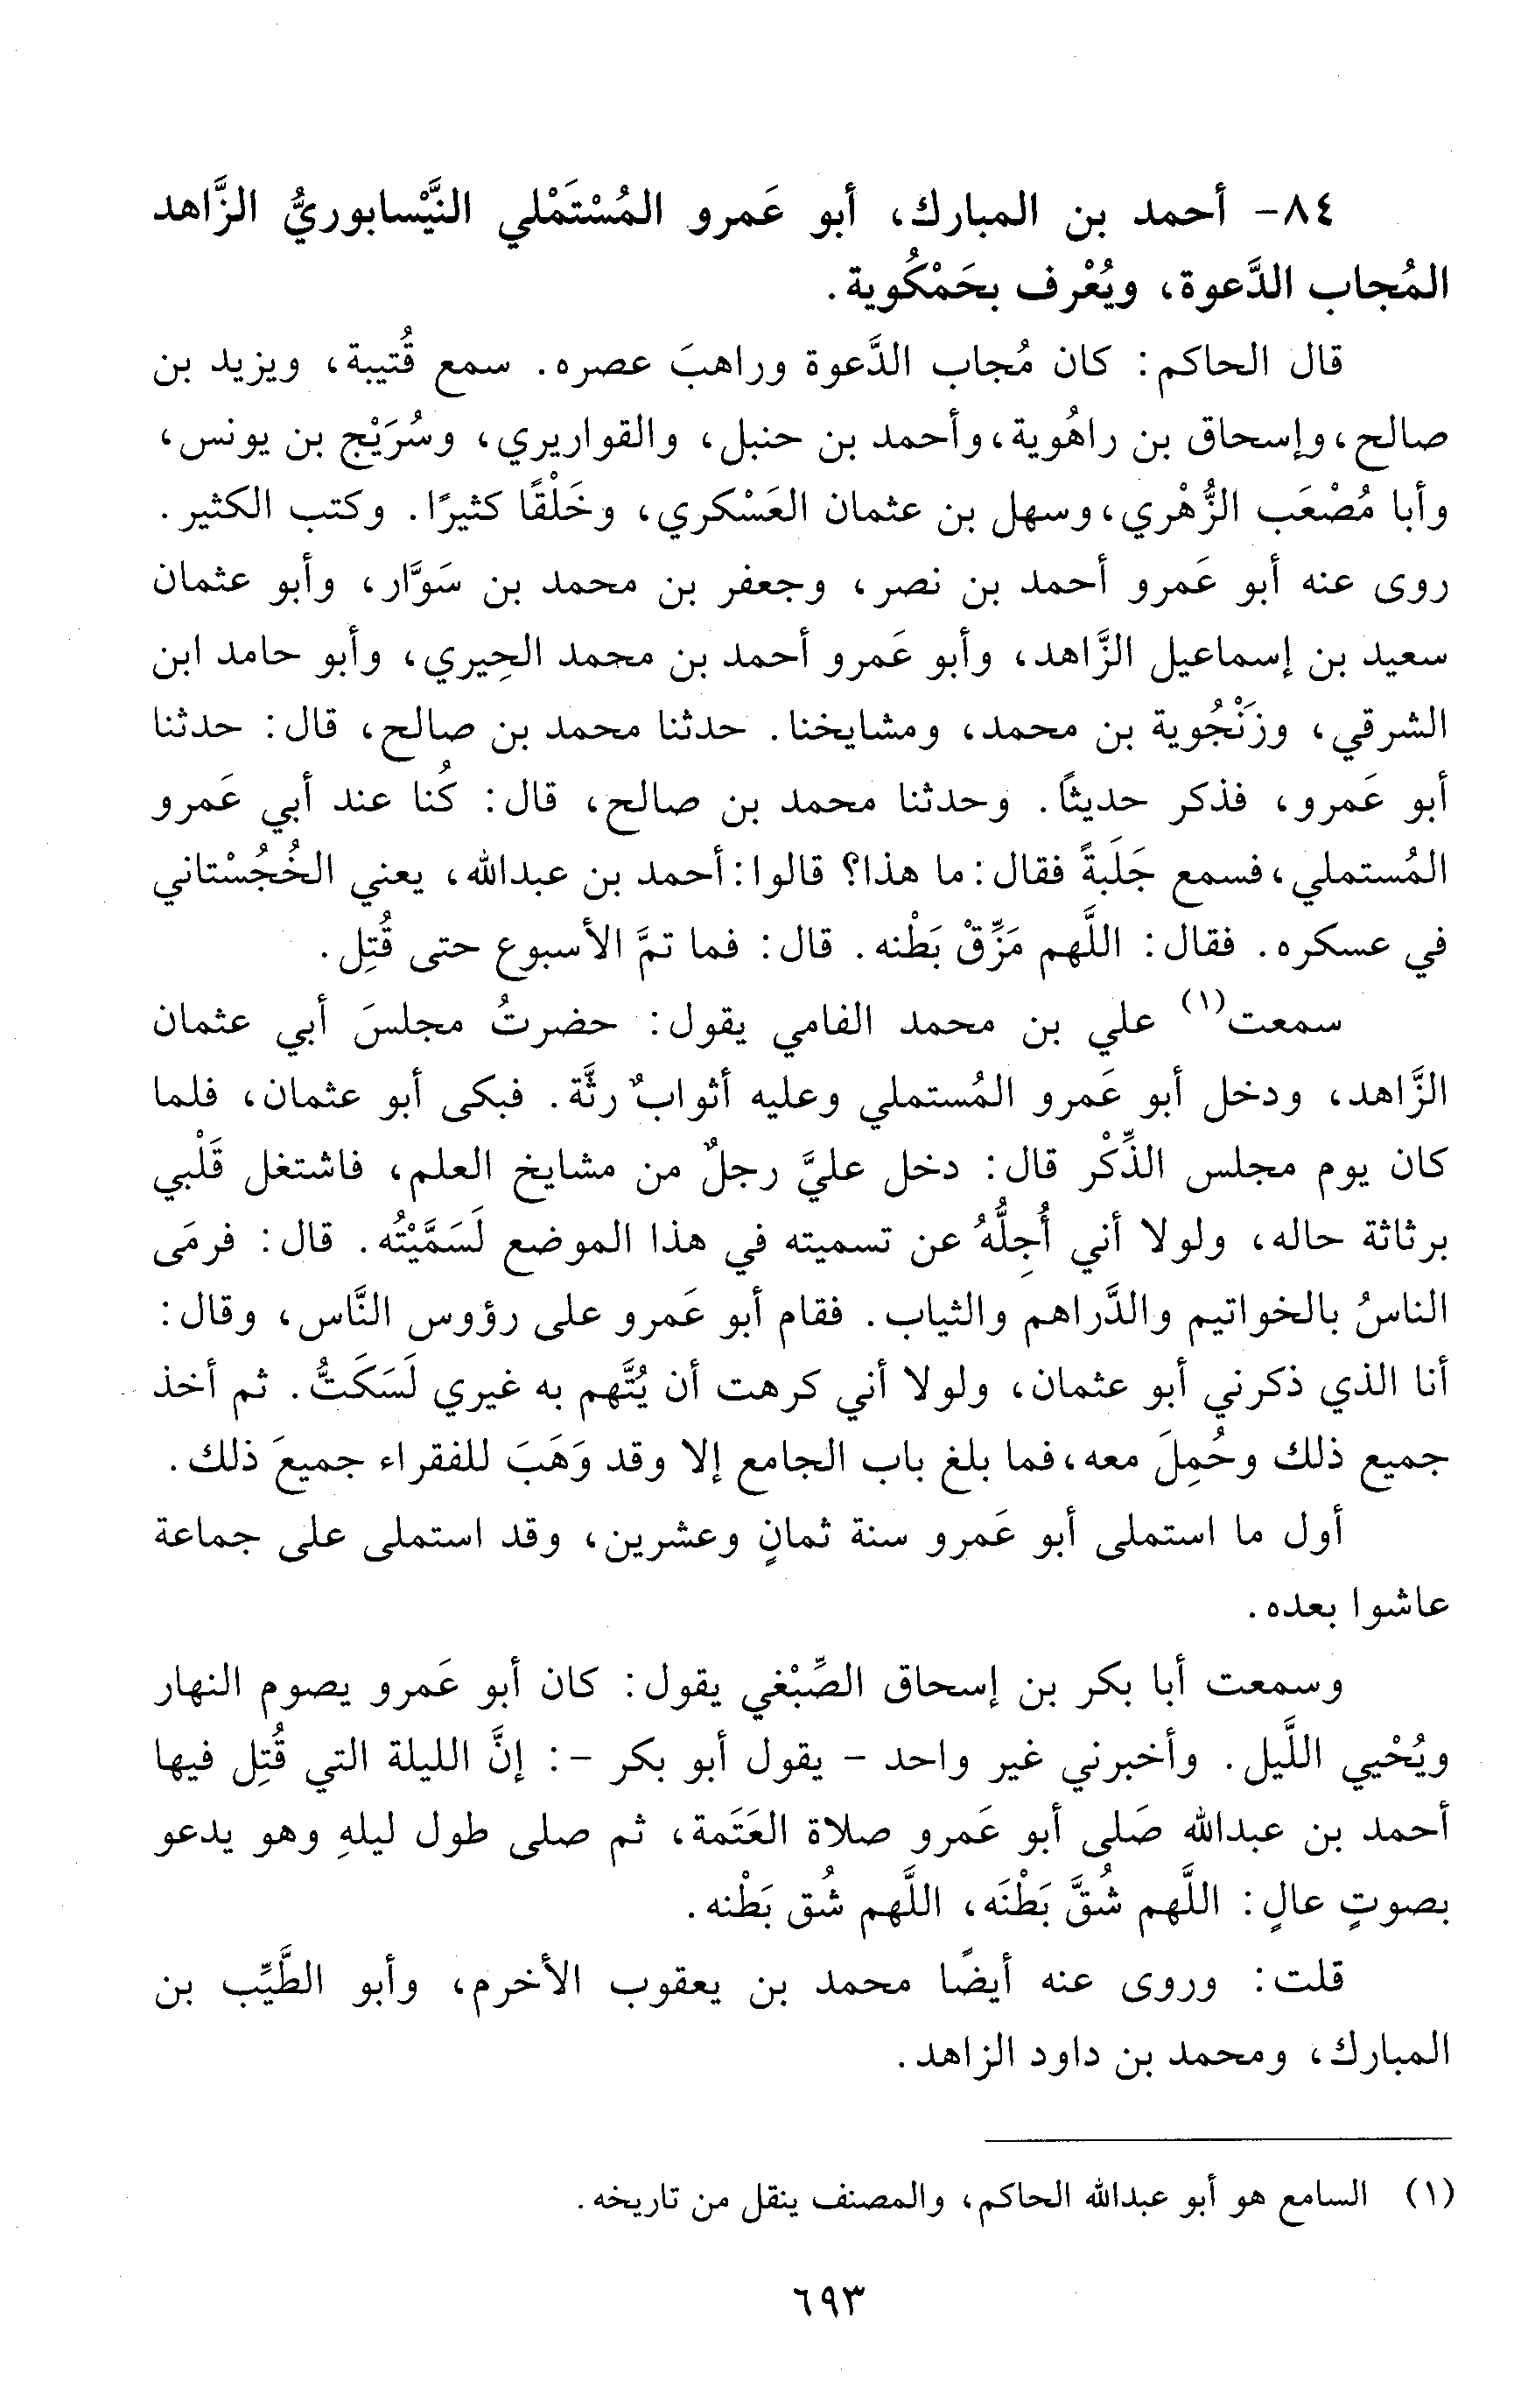 ٨٤- أحمد بن المبارك، أبو عَمرو المُسْتَمْلي النَّيْسابوريُّ الزَّاهد
المُجاب الدَّعوة، ويُعْرف بحَمْكُوية.
قال الحاكم: كان مُجاب الدَّعوة وراهبَ عصره. سمع قُتيبة، ويزيد بن
صالح، وإسحاق بن راهُوية، وأحمد بن حنبل، والقواريري، وسُرَيْج بن يونس،
وأبا مُصْعَب الزُّهْري، وسهل بن عثمان العَسْكري، وخَلْقًا كثيرًا. وكتب الكثير.
روى عنه أبو عَمرو أحمد بن نصر، وجعفر بن محمد بن سَوَّار، وأبو عثمان
سعيد بن إسماعيل الزَّاهد، وأبو عَمرو أحمد بن محمد الحِيري، وأبو حامد ابن
الشرقي، وزَنْجُوية بن محمد، ومشايخنا. حدثنا محمد بن صالح، قال: حدثنا
أبو عَمرو، فذكر حديثاً. وحدثنا محمد بن صالح، قال: كُنا عند أبي عَمرو
المُستملي، فسمع جَلَبةً فقال: ما هذا؟ قالوا: أحمد بن عبدالله، يعني الخُجُسْتاني
في عسكره. فقال: اللَّهم مَزِّقْ بَطْنه. قال: فما تمَّ الأسبوع حتى قُتِل.
سمعت(١) علي بن محمد الفامي يقول: حضرتُ مجلسَ أبي عثمان
الزَّاهد، ودخل أبو عَمرو المُستملي وعليه أثوابٌ رثَّة. فبكى أبو عثمان، فلما
كان يوم مجلس الذِّكْر قال: دخل عليَّ رجلٌ من مشايخ العلم، فاشتغل قَلْبي
برثاثة حاله، ولولا أني أُجِلُّهُ عن تسميته في هذا الموضع لَسَمَّيْتُه. قال: فرمَى
الناسُ بالخواتيم والدَّراهم والثياب. فقام أبو عَمرو على رؤوس النَّاس، وقال:
أنا الذي ذكرني أبو عثمان، ولولا أني كرهت أن يُتَّهم به غيري لَسَكَتُّ. ثم أخذ
جميع ذلك وحُمِلَ معه، فما بلغ باب الجامع إلا وقد وَهَبَ للفقراء جميعَ ذلك.
أول ما استملى أبو عَمرو سنة ثمانٍ وعشرين، وقد استملى على جماعة
عاشوا بعده.
وسمعت أبا بكر بن إسحاق الصِّبْغي يقول: كان أبو عَمرو يصوم النهار
ويُحْيي اللَّيل. وأخبرني غير واحد - يقول أبو بكر -: إنَّ الليلة التي قُتِل فيها
أحمد بن عبدالله صَلى أبو عَمرو صلاة العَتَمة، ثم صلى طول ليلهِ وهو يدعو
بصوتٍ عالٍ: اللَّهم شُقَّ بَطْنَه، اللَّهم شُق بَطْنه.
قلت: وروى عنه أيضًا محمد بن يعقوب الأخرم، وأبو الطَّيِّب بن
المبارك، ومحمد بن داود الزاهد.
(١) السامع هو أبو عبدالله الحاكم، والمصنف ينقل من تاريخه.
٦٩٣